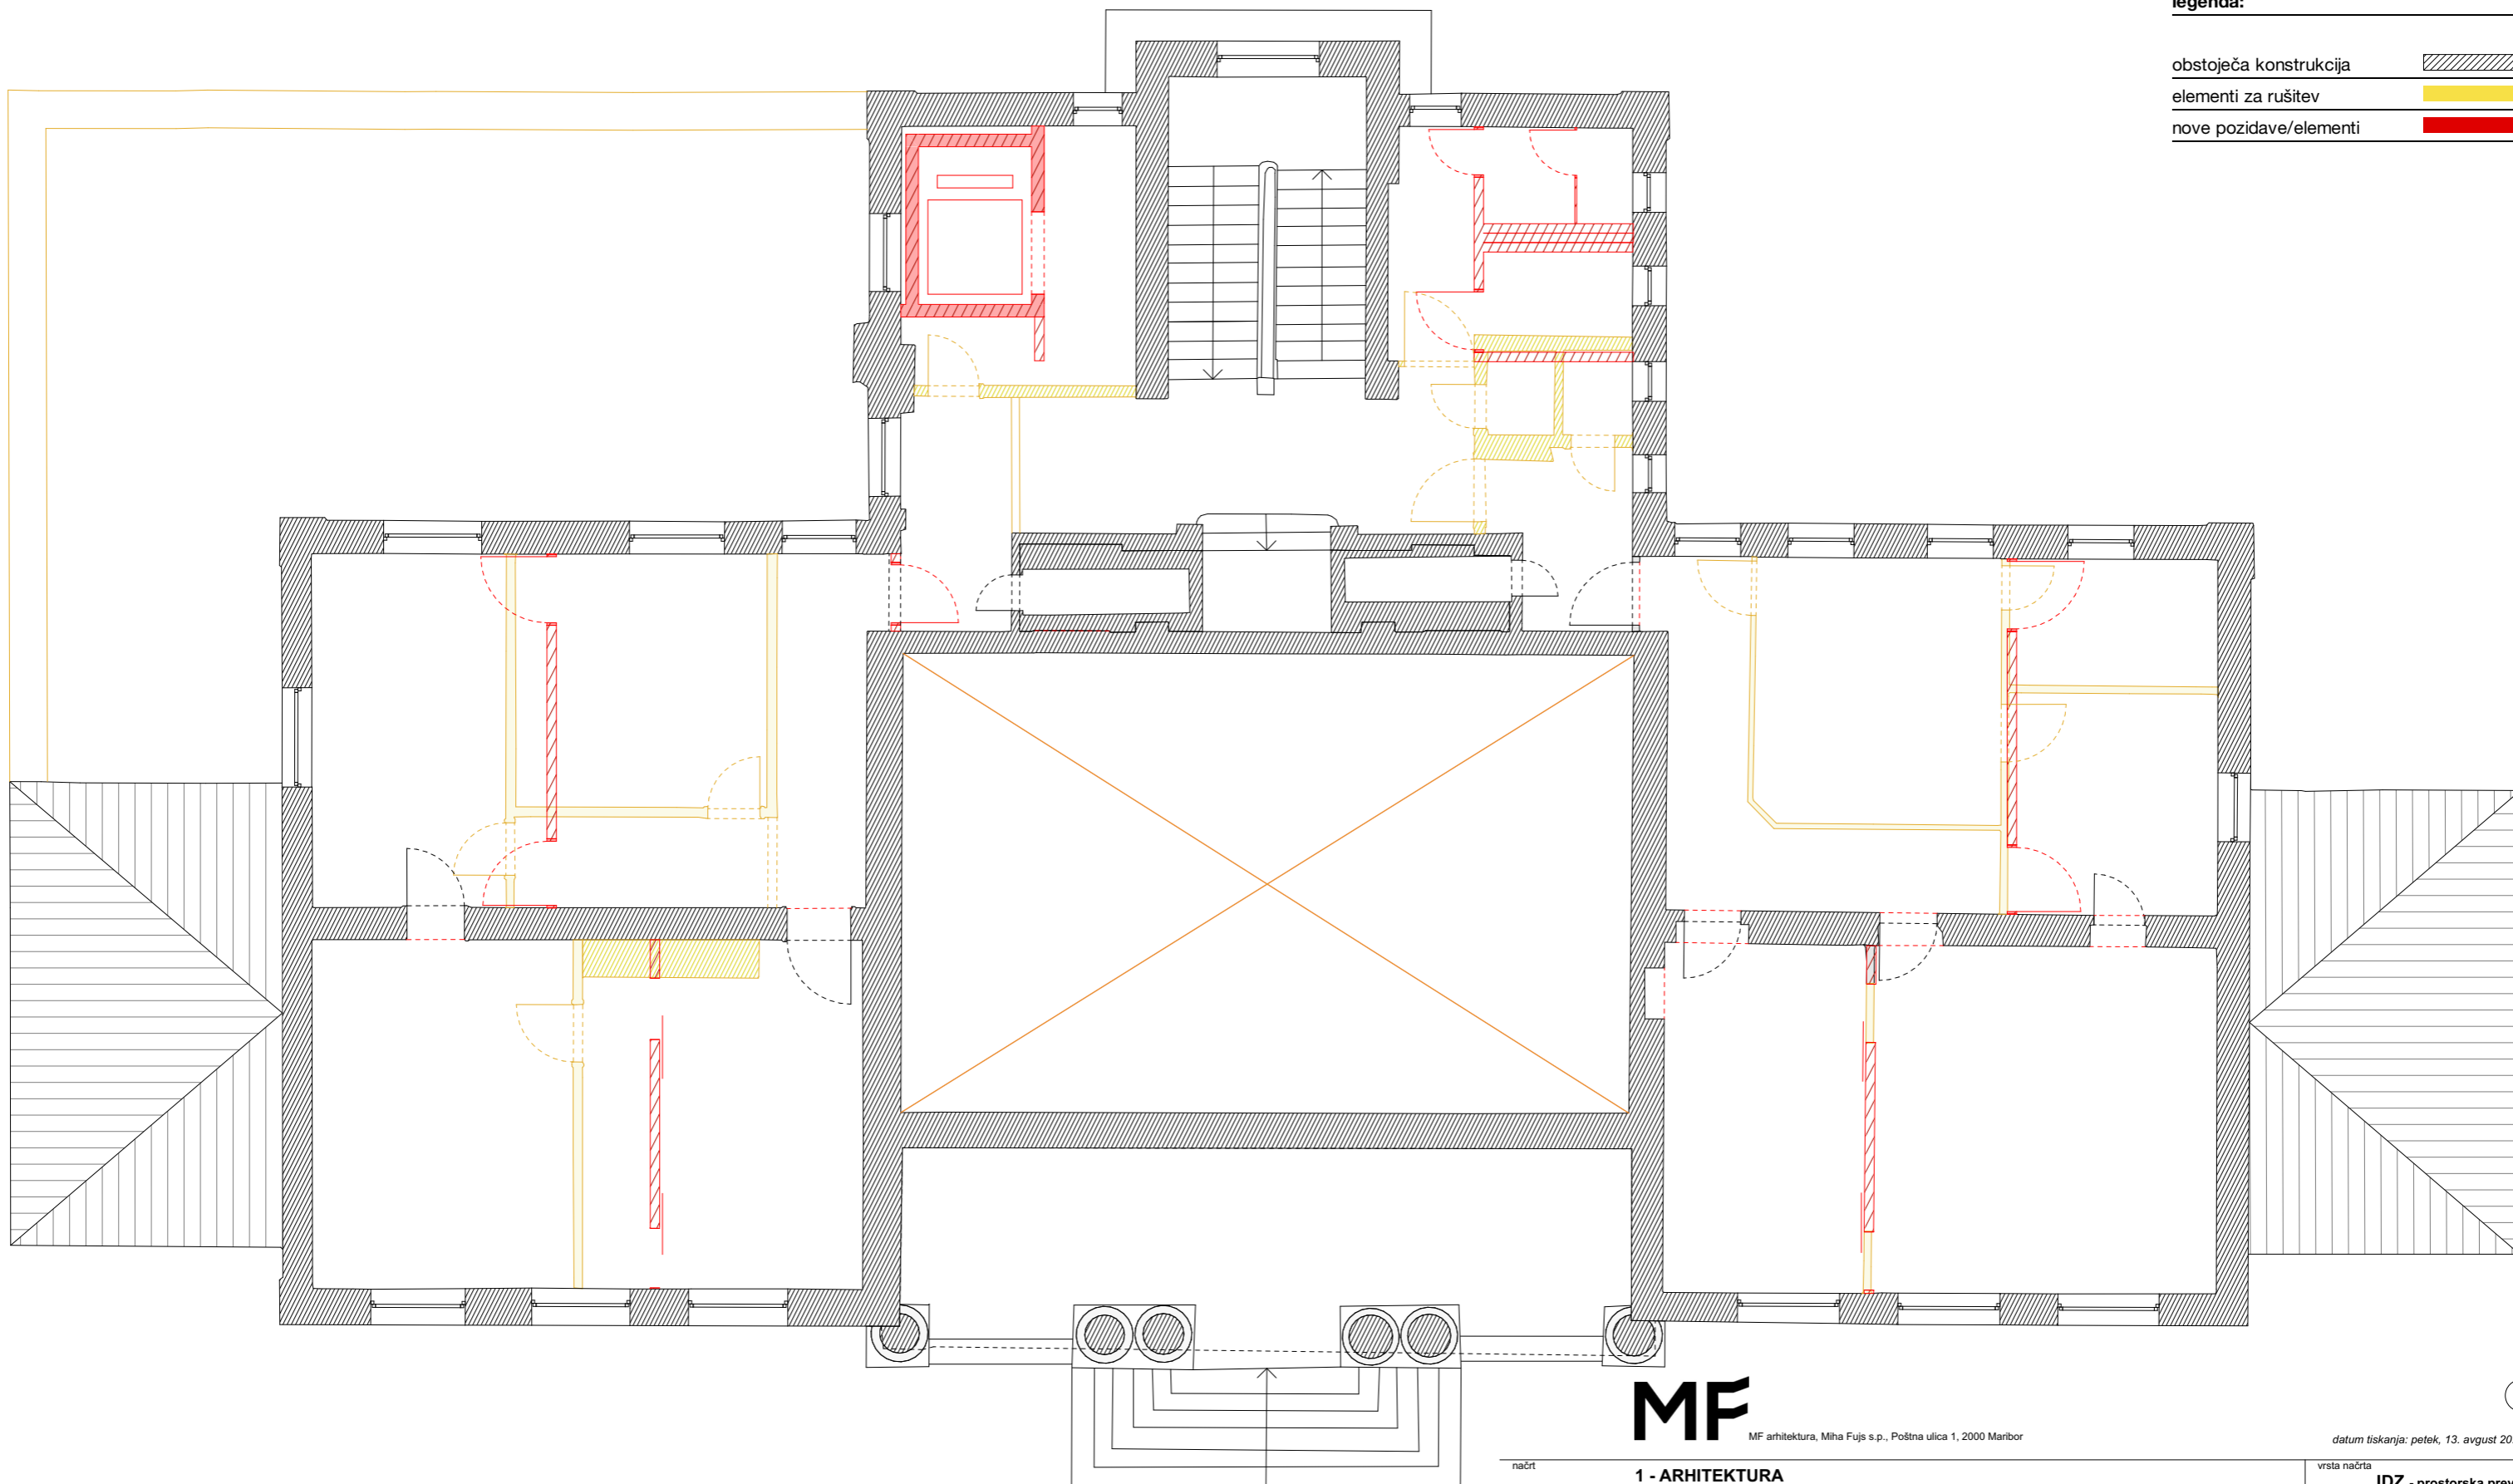 legenda:
obstoječa konstrukcija
elementi za rušitev
nove pozidave/elementi
MF
MF arhitektura, Miha Fujs s.p., Poštna ulica 1, 2000 Maribor
datum tiskanja: petek, 13. avgust
načrt
1 - ARHITEKTURA
vrsta načrta
IDZ - prostorska